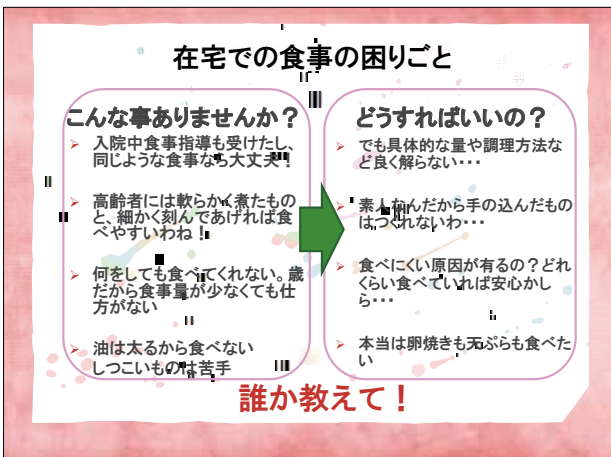 在宅での食事の困りごと
こんな事ありませんか？
入院中食事指導も受けたし、
同じような食事なら大丈夫！
高齢者には軟らかく煮たもの
と、細かく刻んであげれば食
べやすいわね！
何をしても食べてくれない。歳
だから食事量が少なくても仕
方がない
油は太るから食べない
しつこいものは苦手
どうすればいいの？
でも具体的な量や調理方法な
ど良く解らない・・・
素人なんだから手の込んだもの
はつくれないわ・・・
食べにくい原因が有るの？どれ
くらい食べていれば安心かし
ら・・・
本当は卵焼きも天ぷらも食べた
い
誰か教えて！